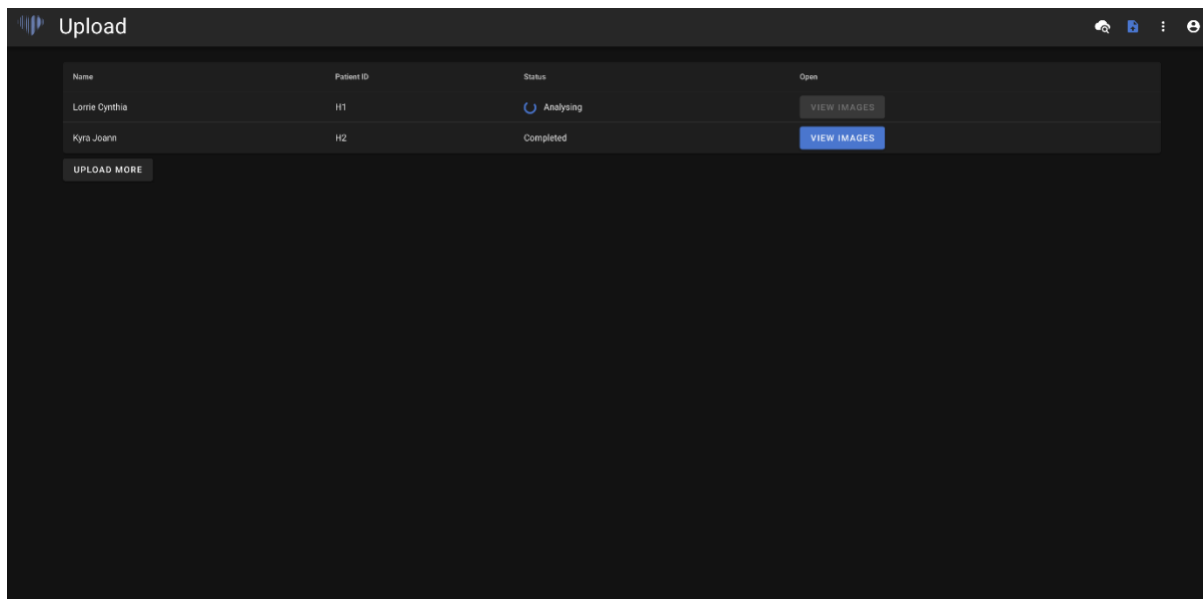 Upload
Name Patient ID Status Open
Lorrie Cynthia H1 Analysing VIEW IMAGES
Kyra Joann H2 Completed VIEW IMAGES
UPLOAD MORE